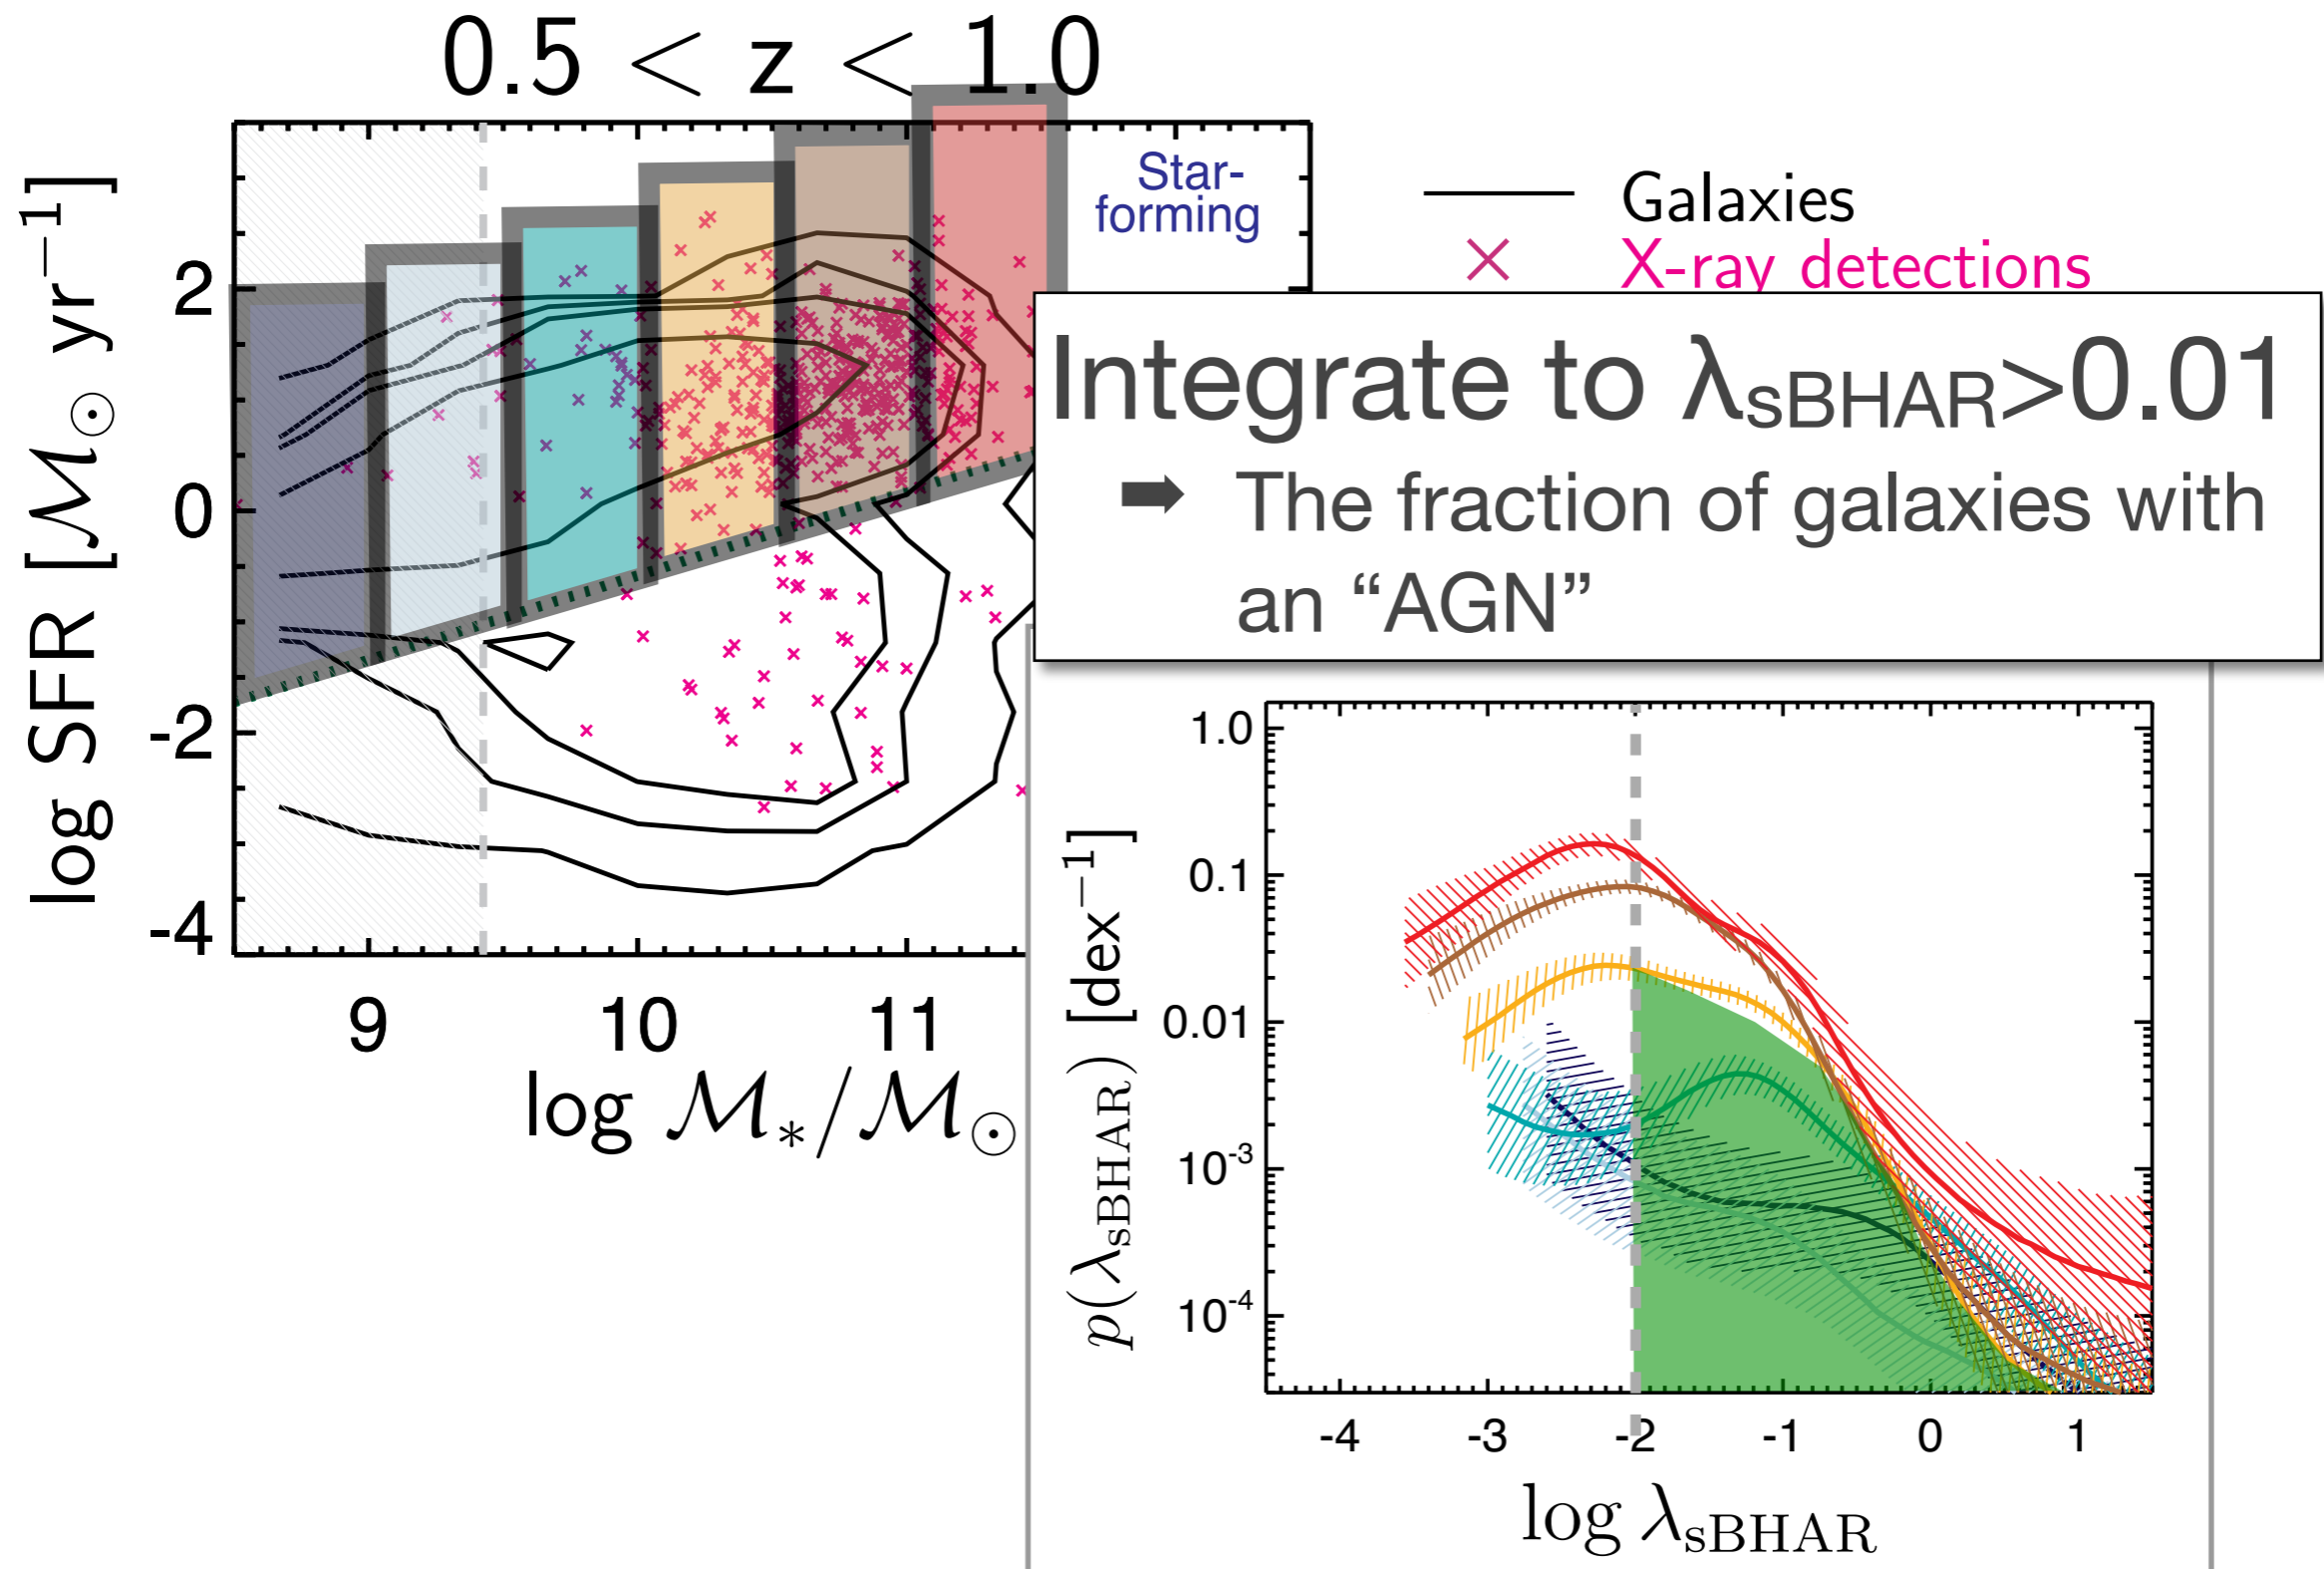 0.5 < z < 1.0
log SFR [ℳ⊙ yr⁻¹]
2
0
-2
-4
9
10
11
log ℳ*/ℳ⊙
Star-
forming
Galaxies
X-ray detections
Integrate to λsBHAR>0.01
➡ The fraction of galaxies with
an “AGN”
p(λsBHAR) [dex⁻¹]
1.0
0.1
0.01
10⁻³
10⁻⁴
-4
-3
-2
-1
0
1
log λsBHAR